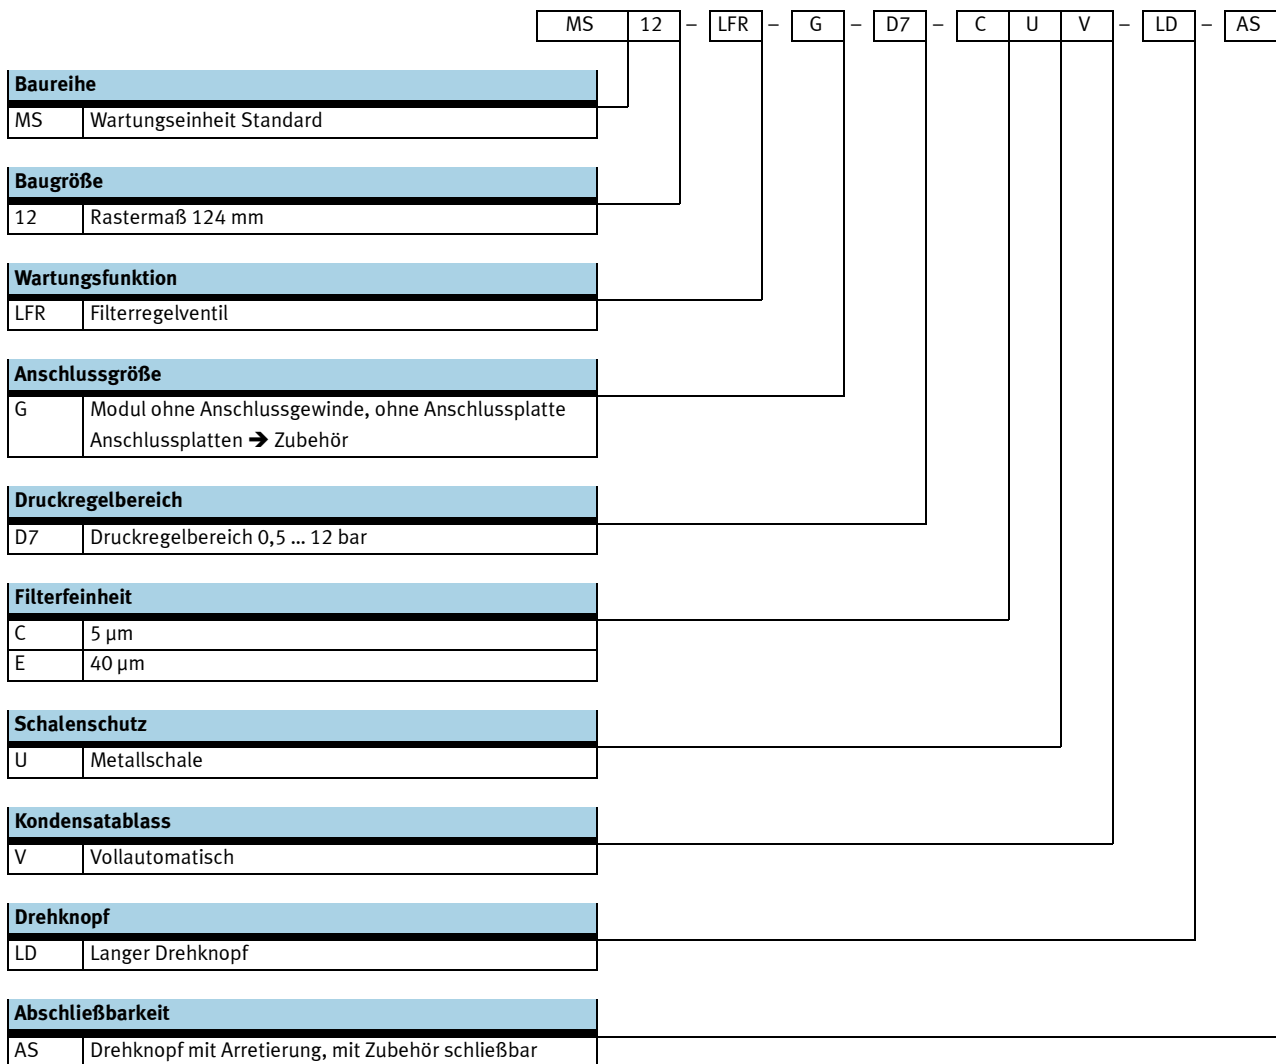 MS 12 – LFR – G – D7 – C U V – LD – AS
Baureihe
MS Wartungseinheit Standard
Baugröße
12 Rastermaß 124 mm
Wartungsfunktion
LFR Filterregelventil
Anschlussgröße
G Modul ohne Anschlussgewinde, ohne Anschlussplatte
Anschlussplatten ➔ Zubehör
Druckregelbereich
D7 Druckregelbereich 0,5 ... 12 bar
Filterfeinheit
C 5 µm
E 40 µm
Schalenschutz
U Metallschale
Kondensatablass
V Vollautomatisch
Drehknopf
LD Langer Drehknopf
Abschließbarkeit
AS Drehknopf mit Arretierung, mit Zubehör schließbar